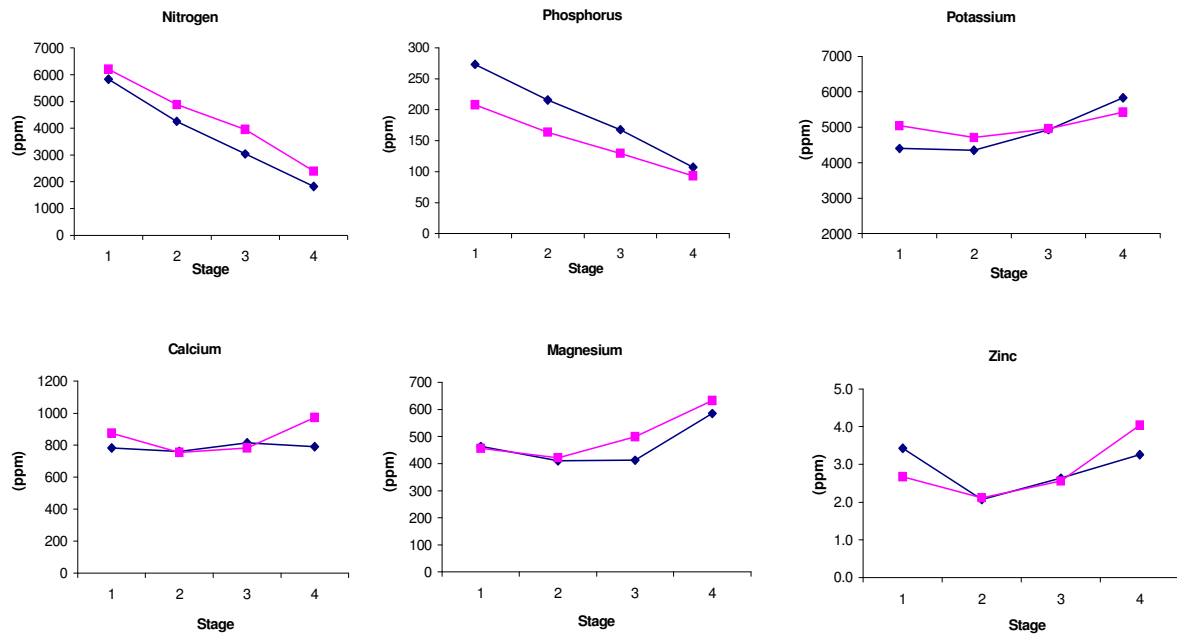 Nitrogen
7000
6000
5000
4000
3000
2000
1000
0
(ppm)
1 2 3 4
Stage
Phosphorus
300
250
200
150
100
50
0
(ppm)
1 2 3 4
Stage
Potassium
7000
6000
5000
4000
3000
2000
(ppm)
1 2 3 4
Stage
Calcium
1200
1000
800
600
400
200
0
(ppm)
1 2 3 4
Stage
Magnesium
700
600
500
400
300
200
100
0
(ppm)
1 2 3 4
Stage
Zinc
5.0
4.0
3.0
2.0
1.0
0.0
(ppm)
1 2 3 4
Stage